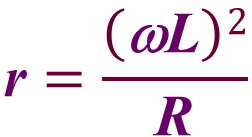 r = (ωL)² / R